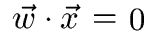 $\vec{w} \cdot \vec{x} = 0$